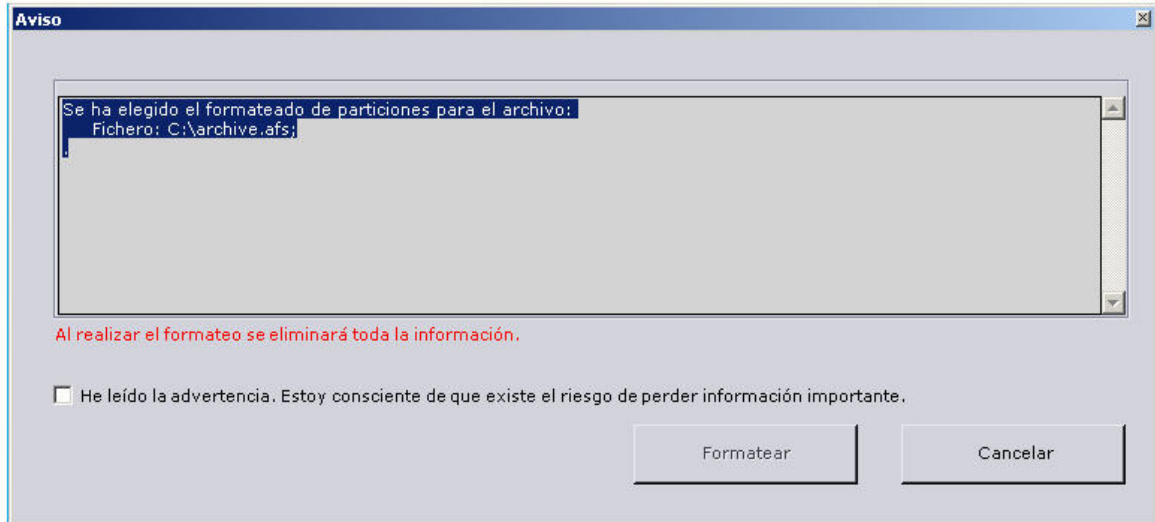 Aviso
Se ha elegido el formateado de particiones para el archivo:
Fichero: C:\archive.afs;
.
Al realizar el formateo se eliminará toda la información.
He leído la advertencia. Estoy consciente de que existe el riesgo de perder información importante.
Formatear
Cancelar